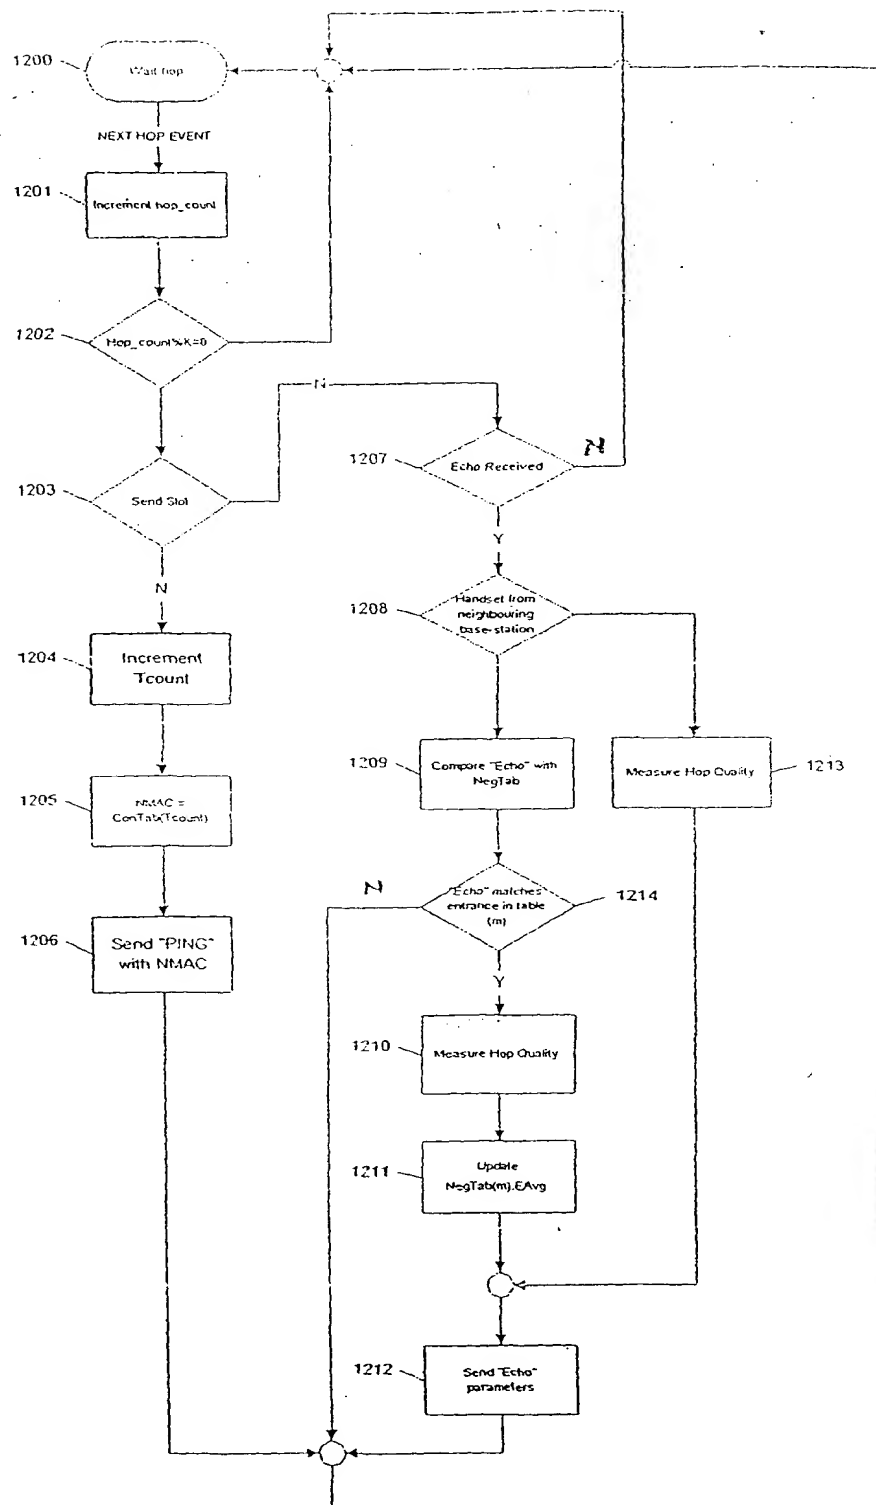 1200
Wait hop
NEXT HOP EVENT
1201
Increment hop_count
1202
Hop_count%K=0
N
1207
Echo Received
N
1203
Send Slot
Y
N
1208
Handset from
neighbouring
base-station
1204
Increment
Tcount
1209
Compare "Echo" with
NegTab
Measure Hop Quality
1213
1205
NMAC =
ConTab(Tcount)
N
"Echo" matches
entrance in table
(m)
1214
1206
Send "PING"
with NMAC
Y
1210
Measure Hop Quality
1211
Update
NegTab(m).EAvg
1212
Send "Echo"
parameters